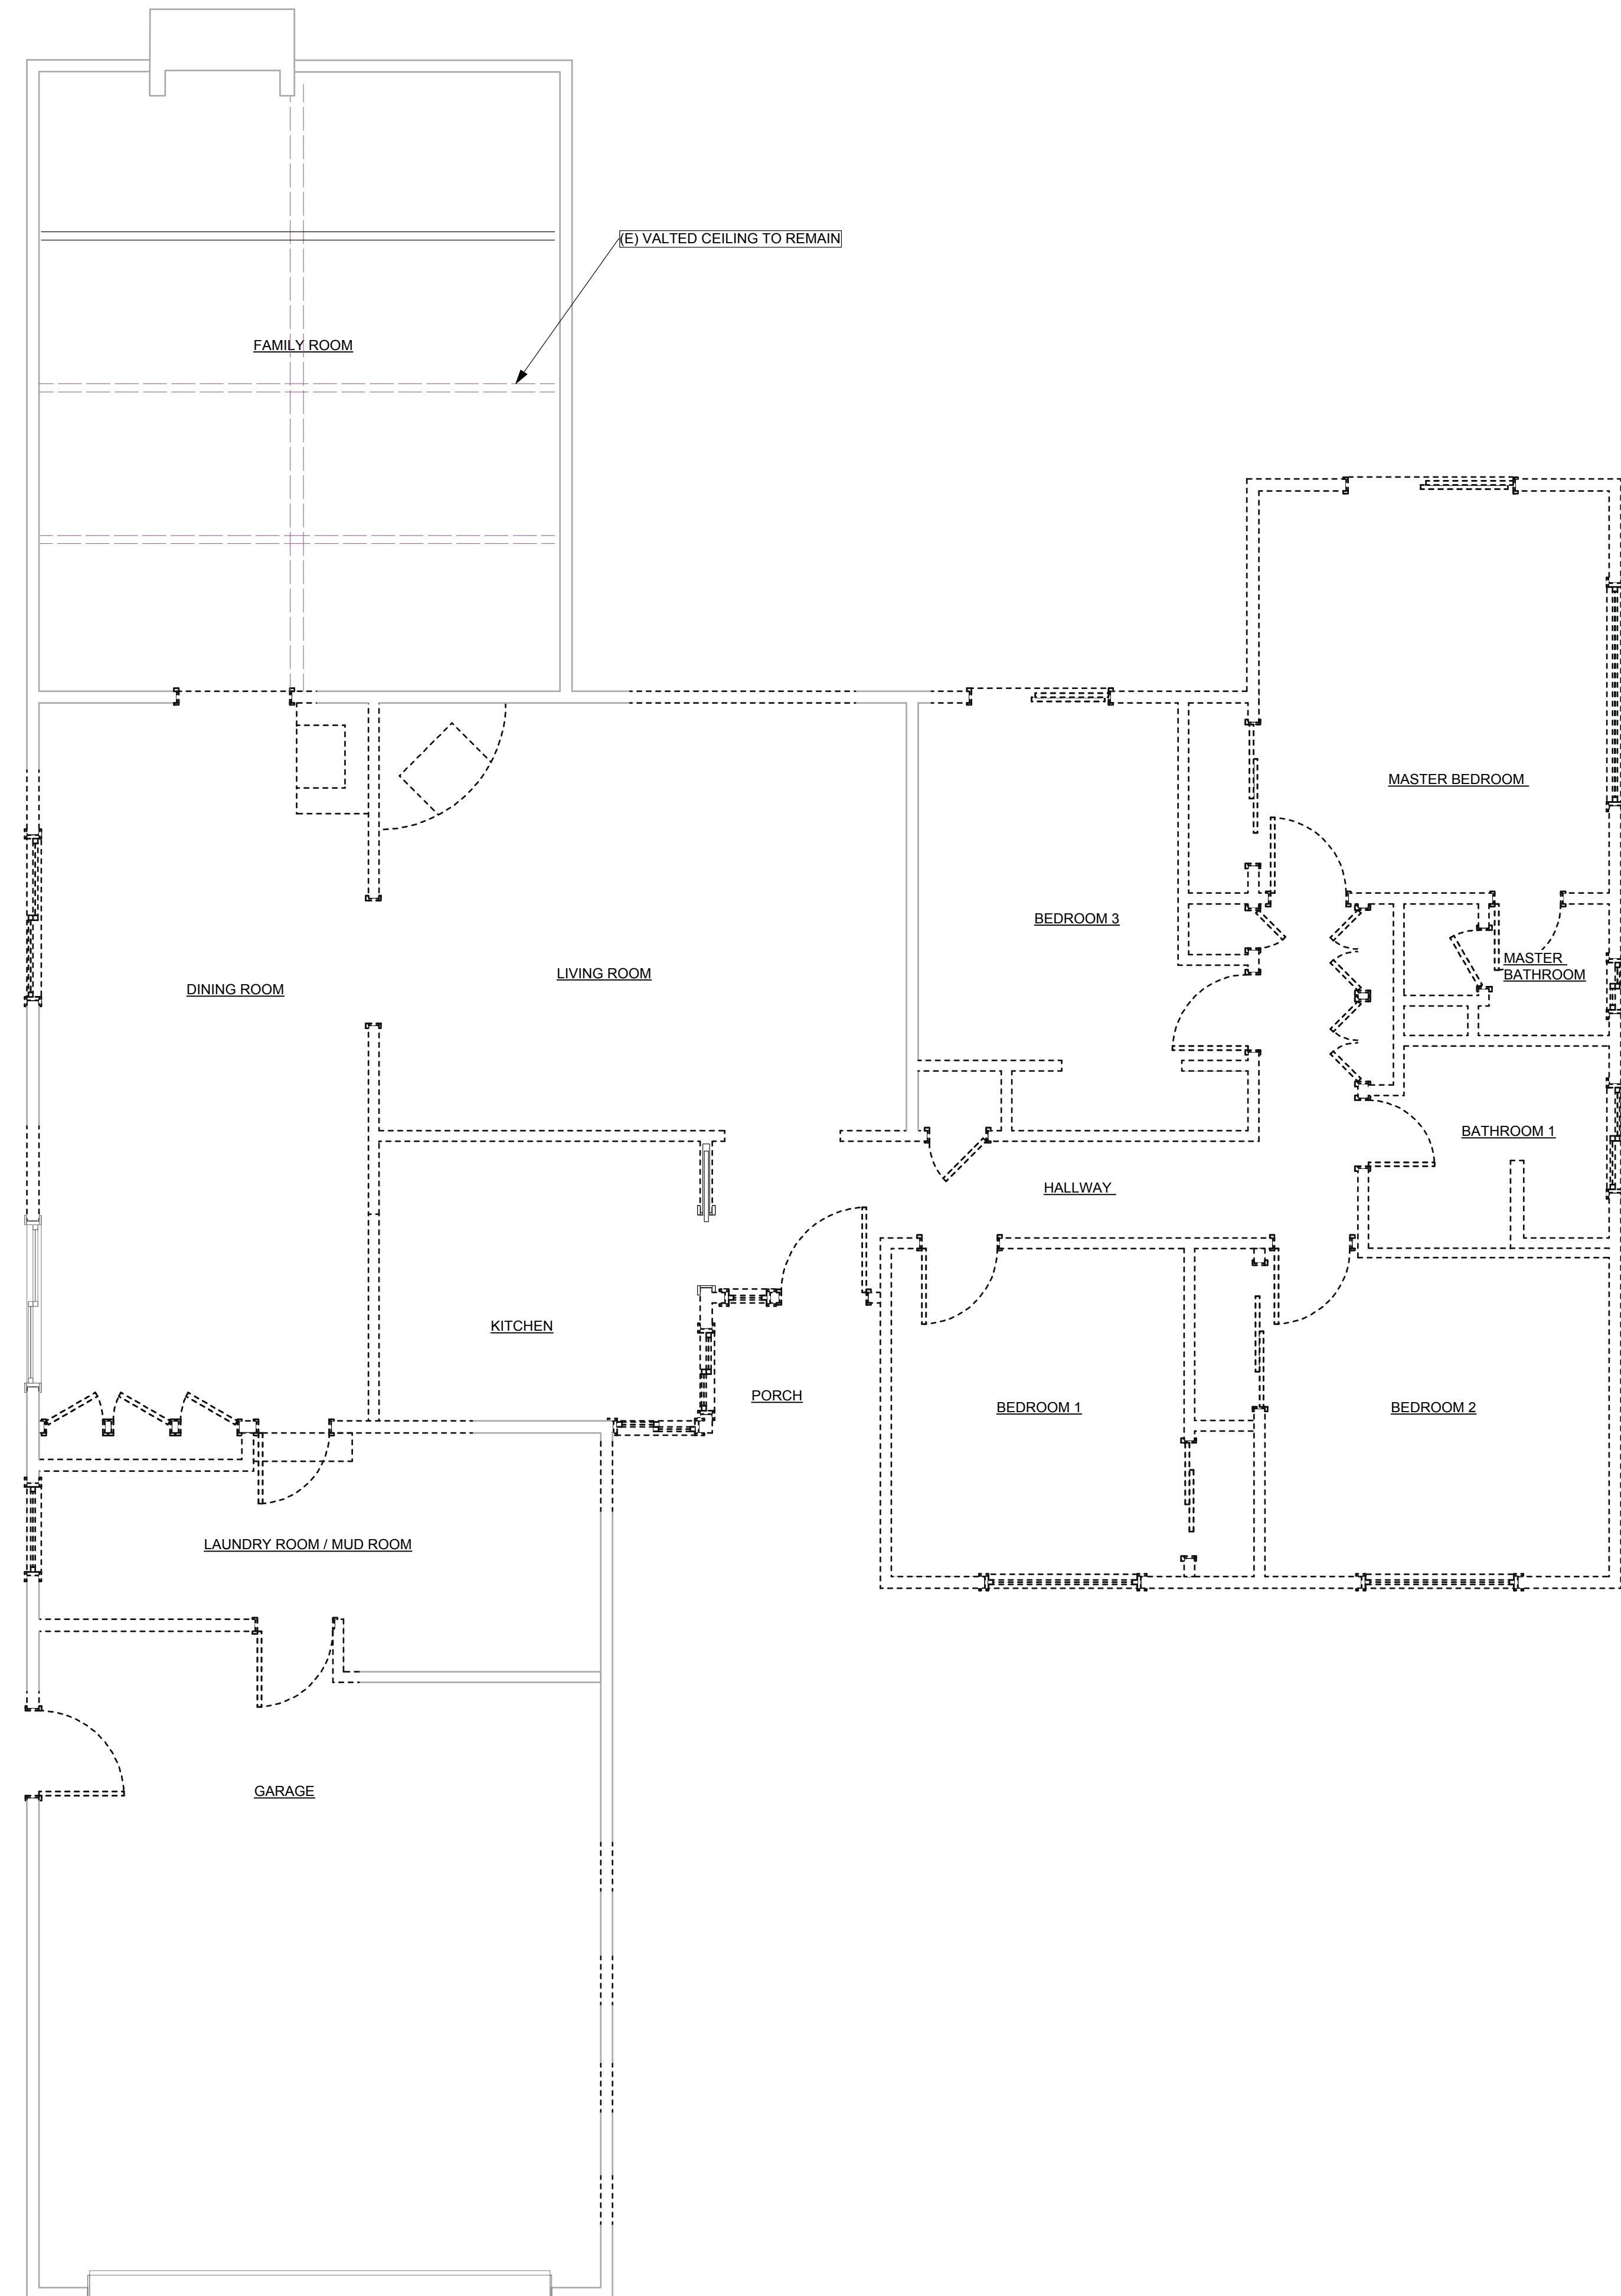 (E) VALTED CEILING TO REMAIN
FAMILY ROOM
MASTER BEDROOM
BEDROOM 3
MASTER
BATHROOM
LIVING ROOM
DINING ROOM
BATHROOM 1
HALLWAY
KITCHEN
PORCH
BEDROOM 1
BEDROOM 2
LAUNDRY ROOM / MUD ROOM
GARAGE